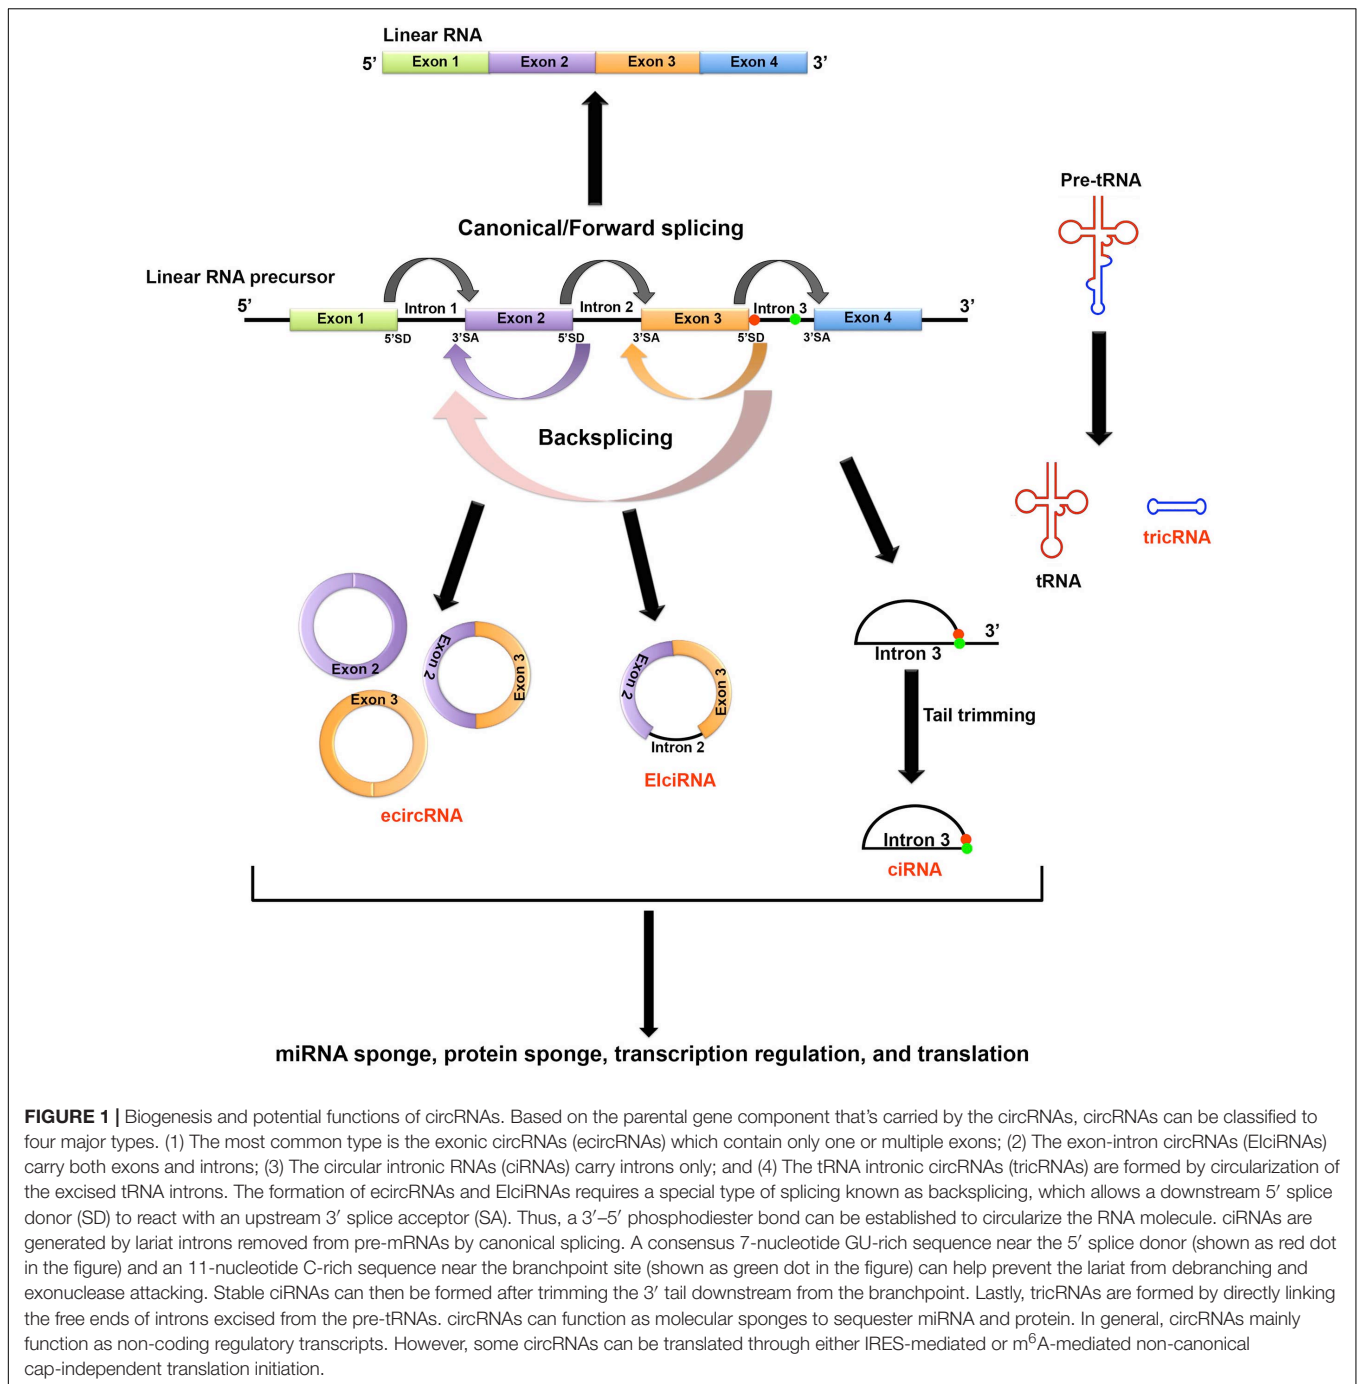 Linear RNA
5’ Exon 1 Exon 2 Exon 3 Exon 4 3’
Canonical/Forward splicing
Linear RNA precursor
5’ Intron 1 Intron 2 Intron 3 3’
Exon 1 Exon 2 Exon 3 Exon 4
5’SD 3’SA 5’SD 3’SA 5’SD 3’SA
Backsplicing
Pre-tRNA
tRNA
tricRNA
Exon 2
Exon 3
Exon 2
Exon 3
ecircRNA
Exon 2
Exon 3
Intron 2
EIciRNA
3’
Intron 3
Tail trimming
Intron 3
ciRNA
miRNA sponge, protein sponge, transcription regulation, and translation
FIGURE 1 | Biogenesis and potential functions of circRNAs. Based on the parental gene component that’s carried by the circRNAs, circRNAs can be classified to
four major types. (1) The most common type is the exonic circRNAs (ecircRNAs) which contain only one or multiple exons; (2) The exon-intron circRNAs (EIciRNAs)
carry both exons and introns; (3) The circular intronic RNAs (ciRNAs) carry introns only; and (4) The tRNA intronic circRNAs (tricRNAs) are formed by circularization of
the excised tRNA introns. The formation of ecircRNAs and EIciRNAs requires a special type of splicing known as backsplicing, which allows a downstream 5′ splice
donor (SD) to react with an upstream 3′ splice acceptor (SA). Thus, a 3′–5′ phosphodiester bond can be established to circularize the RNA molecule. ciRNAs are
generated by lariat introns removed from pre-mRNAs by canonical splicing. A consensus 7-nucleotide GU-rich sequence near the 5′ splice donor (shown as red dot
in the figure) and an 11-nucleotide C-rich sequence near the branchpoint site (shown as green dot in the figure) can help prevent the lariat from debranching and
exonuclease attacking. Stable ciRNAs can then be formed after trimming the 3′ tail downstream from the branchpoint. Lastly, tricRNAs are formed by directly linking
the free ends of introns excised from the pre-tRNAs. circRNAs can function as molecular sponges to sequester miRNA and protein. In general, circRNAs mainly
function as non-coding regulatory transcripts. However, some circRNAs can be translated through either IRES-mediated or m⁶A-mediated non-canonical
cap-independent translation initiation.